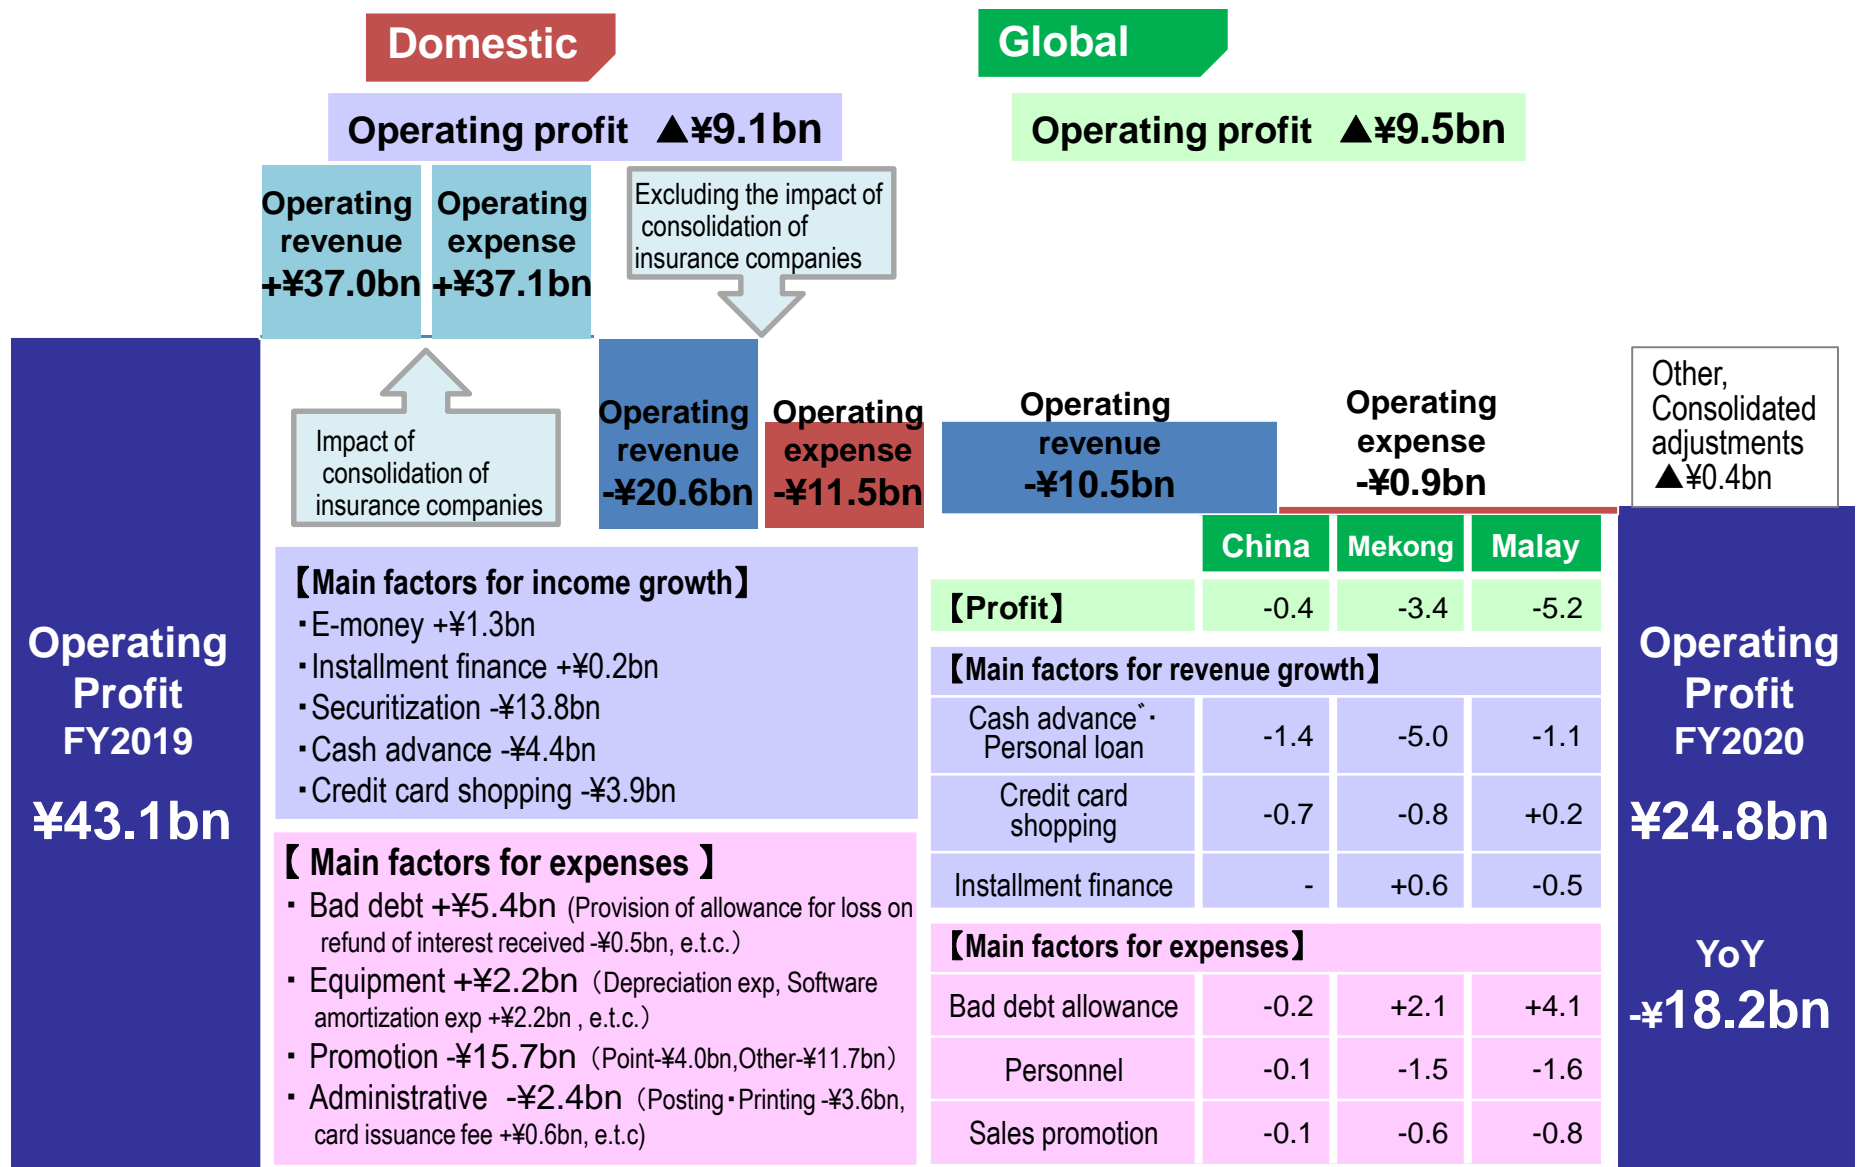 Domestic
Global
Operating profit ▲¥9.1bn
Operating profit ▲¥9.5bn
Operating
revenue
+¥37.0bn
Operating
expense
+¥37.1bn
Excluding the impact of
consolidation of
insurance companies
Impact of
consolidation of
insurance companies
Operating
revenue
-¥20.6bn
Operating
expense
-¥11.5bn
Operating
revenue
-¥10.5bn
Operating
expense
-¥0.9bn
Other,
Consolidated
adjustments
▲¥0.4bn
Operating
Profit
FY2019
¥43.1bn
【Main factors for income growth】
・E-money +¥1.3bn
・Installment finance +¥0.2bn
・Securitization -¥13.8bn
・Cash advance -¥4.4bn
・Credit card shopping -¥3.9bn
【 Main factors for expenses 】
・ Bad debt +¥5.4bn (Provision of allowance for loss on
refund of interest received -¥0.5bn, e.t.c.）
・ Equipment +¥2.2bn（Depreciation exp, Software
amortization exp +¥2.2bn , e.t.c.）
・ Promotion -¥15.7bn（Point-¥4.0bn,Other-¥11.7bn）
・ Administrative -¥2.4bn（Posting・Printing -¥3.6bn,
card issuance fee +¥0.6bn, e.t.c)
China Mekong Malay
【Profit】 -0.4 -3.4 -5.2
【Main factors for revenue growth】
Cash advance゛・
Personal loan -1.4 -5.0 -1.1
Credit card
shopping -0.7 -0.8 +0.2
Installment finance - +0.6 -0.5
【Main factors for expenses】
Bad debt allowance -0.2 +2.1 +4.1
Personnel -0.1 -1.5 -1.6
Sales promotion -0.1 -0.6 -0.8
Operating
Profit
FY2020
¥24.8bn
YoY
-¥18.2bn